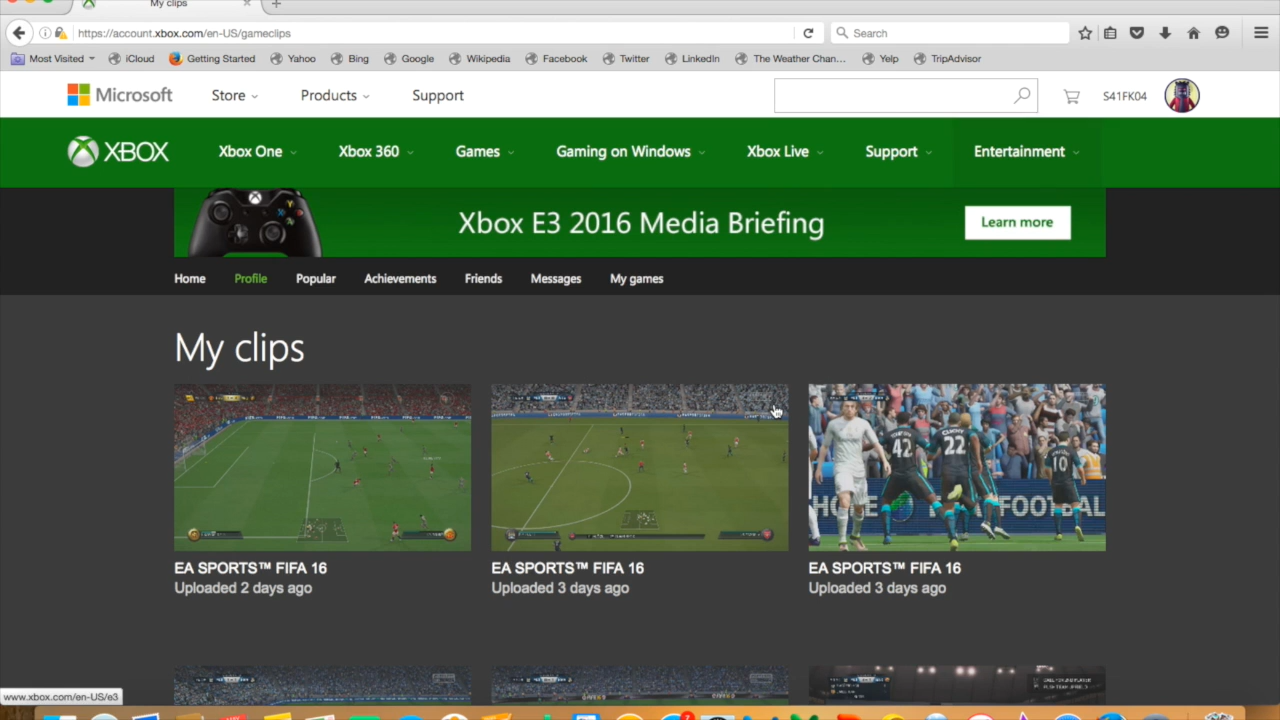 My clips
https://account.xbox.com/en-US/gameclips
Search
Most Visited
iCloud
Getting Started
Yahoo
Bing
Google
Wikipedia
Facebook
Twitter
LinkedIn
The Weather Chan...
Yelp
TripAdvisor
Microsoft
Store
Products
Support
S41FK04
XBOX
Xbox One
Xbox 360
Games
Gaming on Windows
Xbox Live
Support
Entertainment
Xbox E3 2016 Media Briefing
Learn more
Home
Profile
Popular
Achievements
Friends
Messages
My games
My clips
42
22
10
FOOTBAL
EA SPORTS™ FIFA 16
Uploaded 2 days ago
EA SPORTS™ FIFA 16
Uploaded 3 days ago
EA SPORTS™ FIFA 16
Uploaded 3 days ago
www.xbox.com/en-US/e3